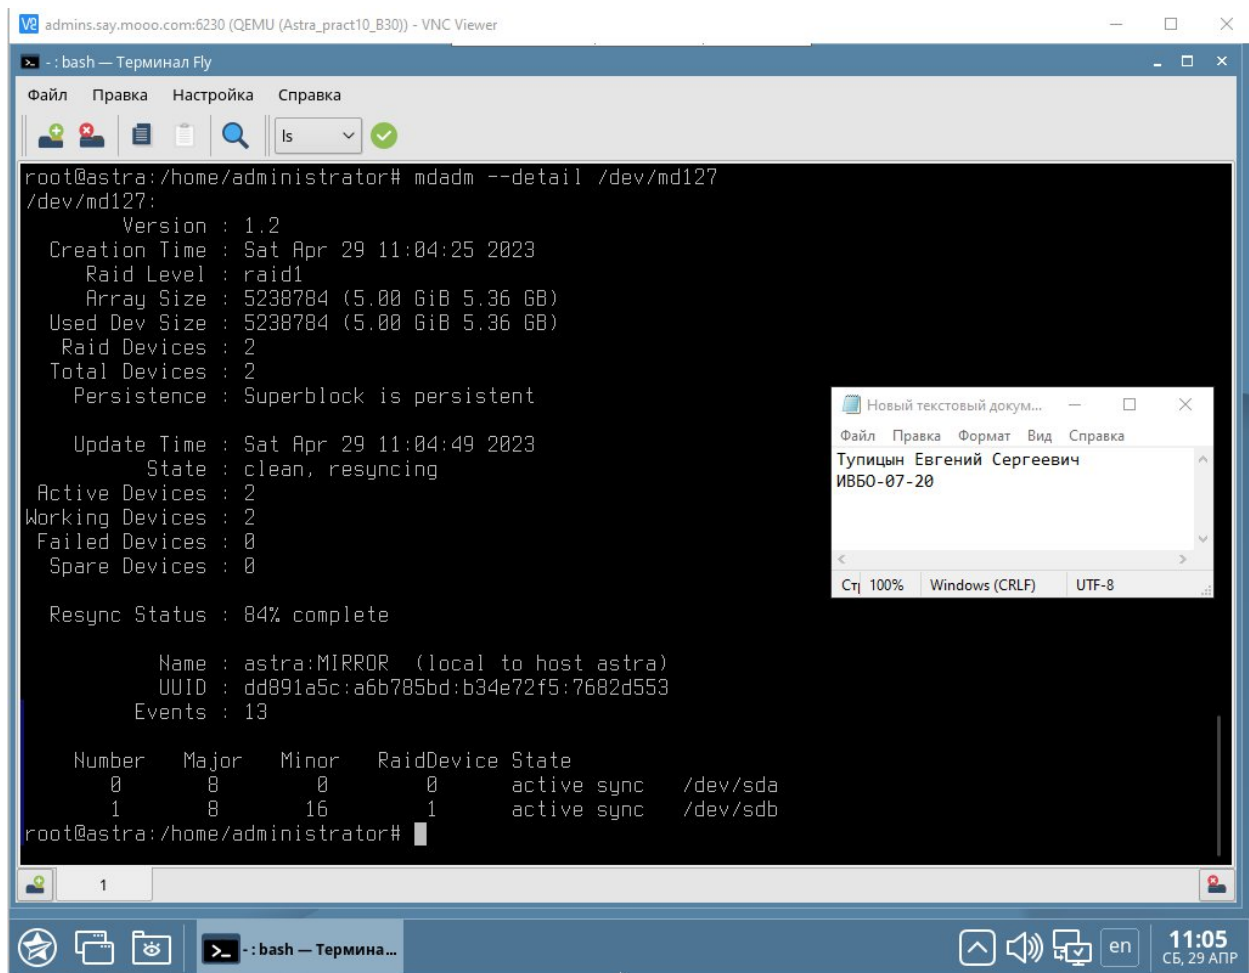 admins.say.mooo.com:6230 (QEMU (Astra_pract10_B30)) - VNC Viewer
- : bash — Терминал Fly
Файл Правка Настройка Справка
ls
root@astra:/home/administrator# mdadm --detail /dev/md127
/dev/md127:
Version : 1.2
Creation Time : Sat Apr 29 11:04:25 2023
Raid Level : raid1
Array Size : 5238784 (5.00 GiB 5.36 GB)
Used Dev Size : 5238784 (5.00 GiB 5.36 GB)
Raid Devices : 2
Total Devices : 2
Persistence : Superblock is persistent
Update Time : Sat Apr 29 11:04:49 2023
State : clean, resyncing
Active Devices : 2
Working Devices : 2
Failed Devices : 0
Spare Devices : 0
Resync Status : 84% complete
Name : astra:MIRROR (local to host astra)
UUID : dd891a5c:a6b785bd:b34e72f5:7682d553
Events : 13
Number Major Minor RaidDevice State
0 8 0 0 active sync /dev/sda
1 8 16 1 active sync /dev/sdb
root@astra:/home/administrator#
Новый текстовый докум...
Файл Правка Формат Вид Справка
Тупицын Евгений Сергеевич
ИВБО-07-20
Ст 100% Windows (CRLF) UTF-8
1
- : bash — Термина...
en
11:05
СБ, 29 АПР